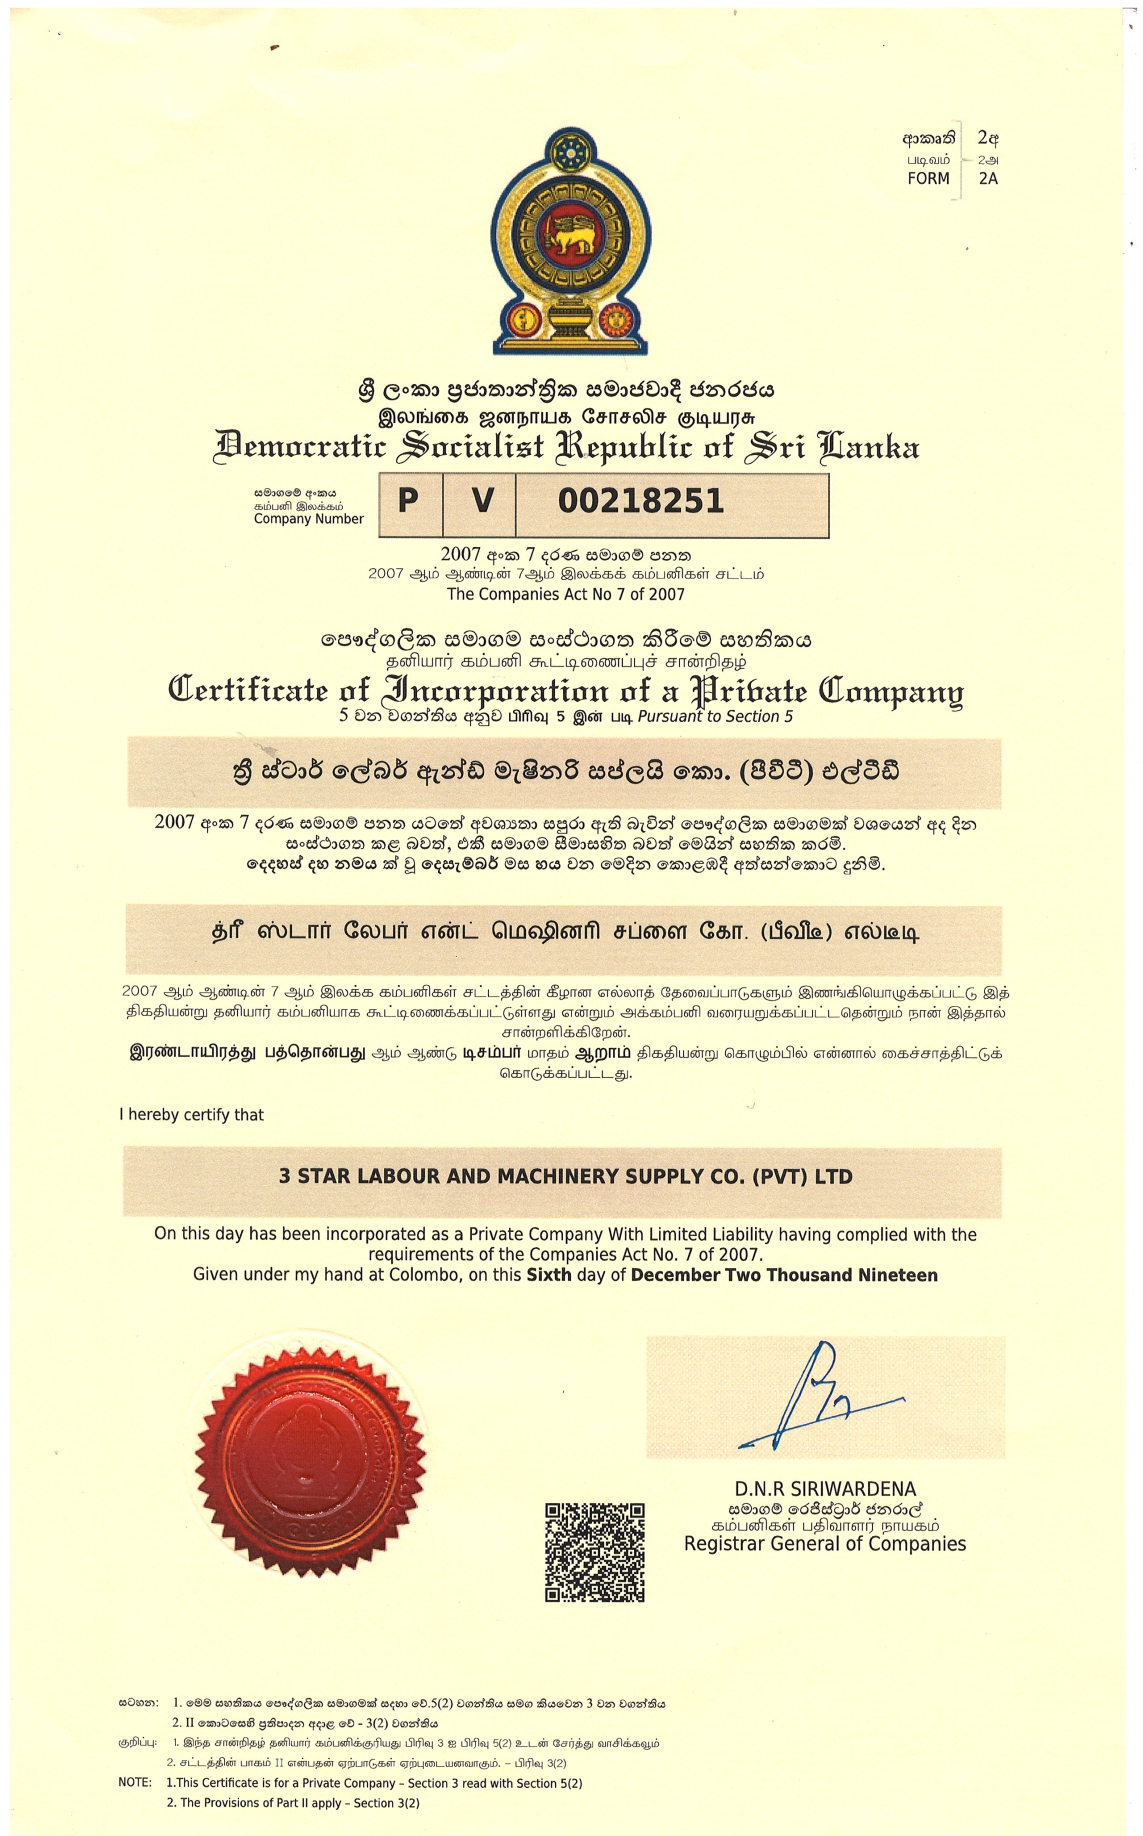 ආකෘති 2අ
படிவம் 2அ
FORM 2A
ශ්‍රී ලංකා ප්‍රජාතාන්ත්‍රික සමාජවාදී ජනරජය
இலங்கை ஜனநாயக சோசலிச குடியரசு
Democratic Socialist Republic of Sri Lanka
සමාගමේ අංකය
கம்பனி இலக்கம்
Company Number
P V 00218251
2007 අංක 7 දරණ සමාගම් පනත
2007 ஆம் ஆண்டின் 7ஆம் இலக்கக் கம்பனிகள் சட்டம்
The Companies Act No 7 of 2007
පෞද්ගලික සමාගම සංස්ථාගත කිරීමේ සහතිකය
தனியார் கம்பனி கூட்டிணைப்புச் சான்றிதழ்
Certificate of Incorporation of a Private Company
5 වන වගන්තිය අනුව பிரிவு 5 இன் படி Pursuant to Section 5
ත්‍රී ස්ටාර් ලේබර් ඇන්ඩ් මැෂිනරි සප්ලයි කො. (පීවීටී) එල්ටීඩී
2007 අංක 7 දරණ සමාගම් පනත යටතේ අවශ්‍යතා සපුරා ඇති බැවින් පෞද්ගලික සමාගමක් වශයෙන් අද දින
සංස්ථාගත කළ බවත්, එකී සමාගම සීමාසහිත බවත් මෙයින් සහතික කරමි.
දෙදහස් දහ නමය ක් වූ දෙසැම්බර් මස හය වන මෙදින කොළඹදී අත්සන්කොට දුනිමි.
த்ரீ ஸ்டார் லேபர் என்ட் மெஷினரி சப்ளை கோ. (பீவீடீ) எல்டீடி
2007 ஆம் ஆண்டின் 7 ஆம் இலக்க கம்பனிகள் சட்டத்தின் கீழான எல்லாத் தேவைப்பாடுகளும் இணங்கியொழுக்கப்பட்டு இத்
திகதியன்று தனியார் கம்பனியாக கூட்டிணைக்கப்பட்டுள்ளது என்றும் அக்கம்பனி வரையறுக்கப்பட்டதென்றும் நான் இத்தால்
சான்றளிக்கிறேன்.
இரண்டாயிரத்து பத்தொன்பது ஆம் ஆண்டு டிசம்பர் மாதம் ஆறாம் திகதியன்று கொழும்பில் என்னால் கைச்சாத்திட்டுக்
கொடுக்கப்பட்டது.
I hereby certify that
3 STAR LABOUR AND MACHINERY SUPPLY CO. (PVT) LTD
On this day has been incorporated as a Private Company With Limited Liability having complied with the
requirements of the Companies Act No. 7 of 2007.
Given under my hand at Colombo, on this Sixth day of December Two Thousand Nineteen
D.N.R SIRIWARDENA
සමාගම් රෙජිස්ට්‍රාර් ජනරාල්
கம்பனிகள் பதிவாளர் நாயகம்
Registrar General of Companies
සටහන: 1. මෙම සහතිකය පෞද්ගලික සමාගමක් සඳහා වේ.5(2) වගන්තිය සමග කියවෙන 3 වන වගන්තිය
2. II කොටසෙහි ප්‍රතිපාදන අදාළ වේ - 3(2) වගන්තිය
குறிப்பு: 1. இந்த சான்றிதழ் தனியார் கம்பனிக்குரியது பிரிவு 3 ஐ பிரிவு 5(2) உடன் சேர்த்து வாசிக்கவும்
2. சட்டத்தின் பாகம் II என்பதன் ஏற்பாடுகள் ஏற்புடையனவாகும். – பிரிவு 3(2)
NOTE: 1.This Certificate is for a Private Company – Section 3 read with Section 5(2)
2. The Provisions of Part II apply – Section 3(2)